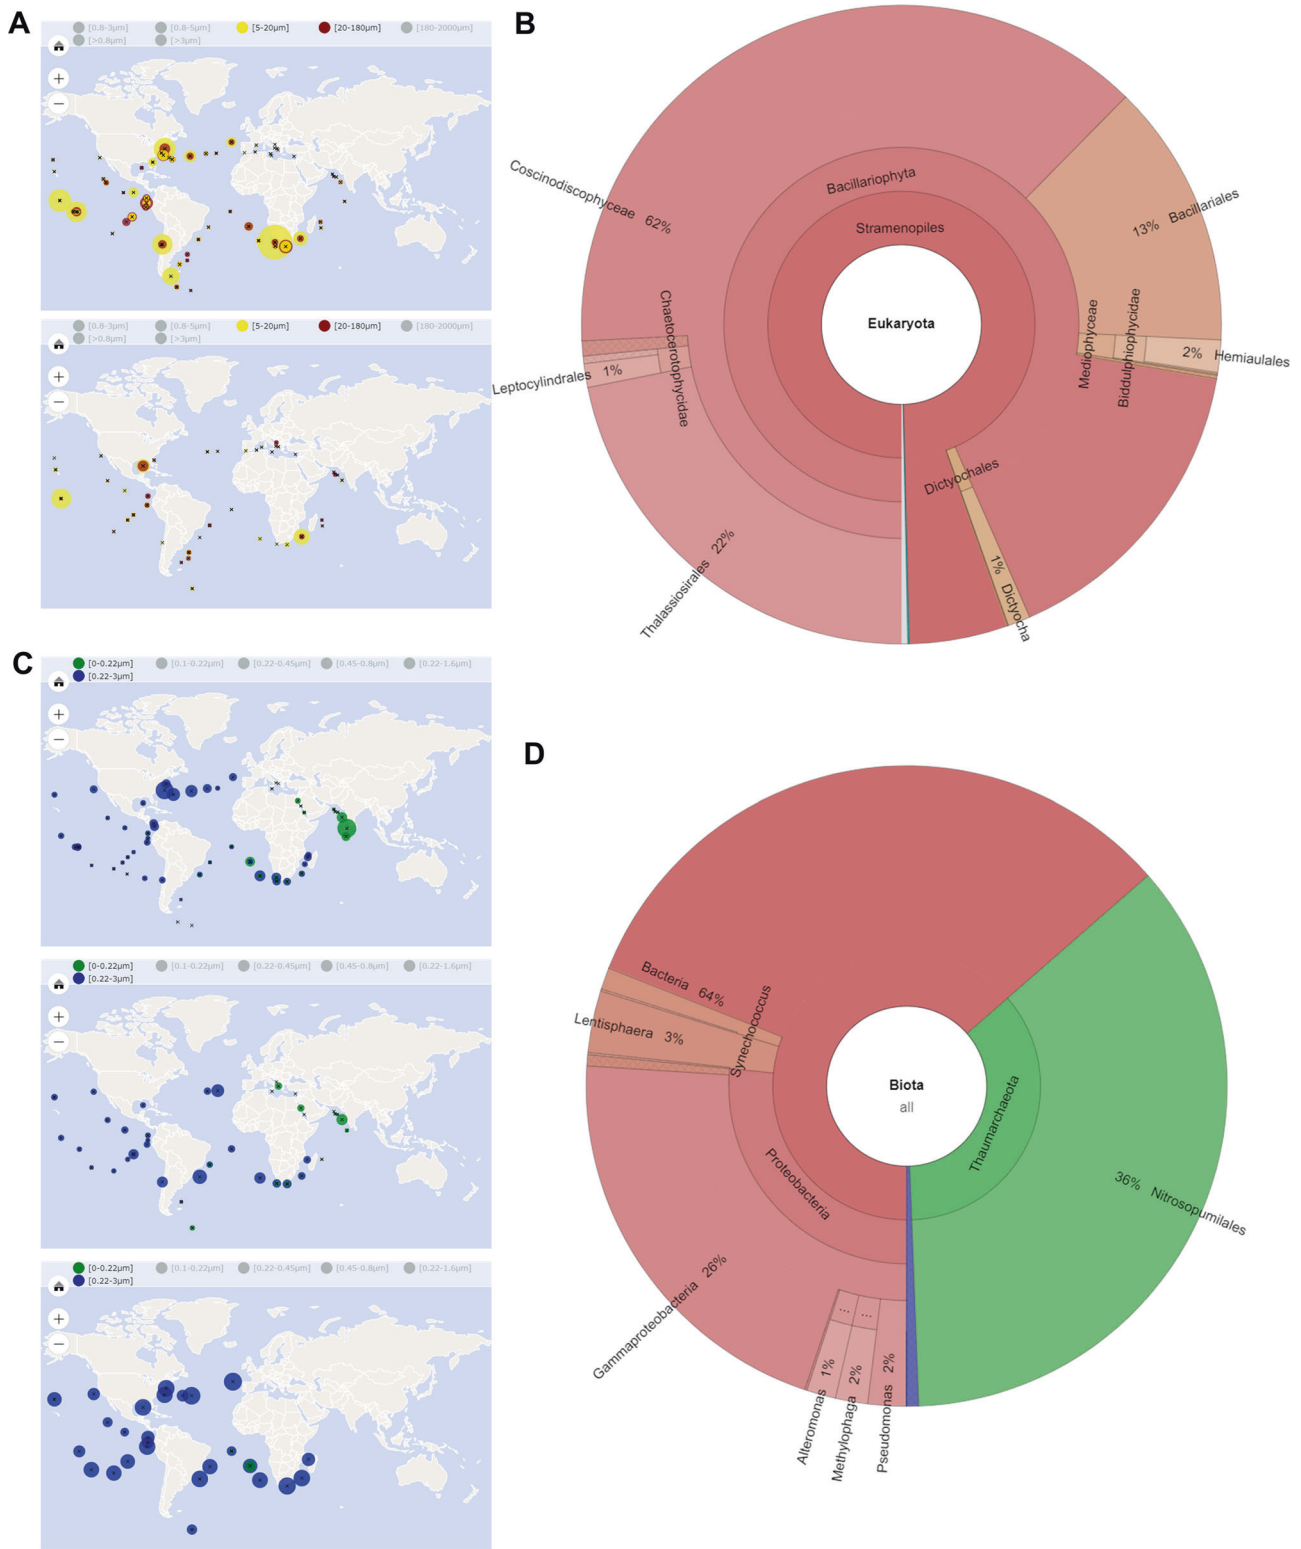 A
[0.8-3µm]
[0.8-5µm]
[5-20µm]
[20-180µm]
[180-2000µm]
[>0.8µm]
[>3µm]
+
−
[0.8-3µm]
[0.8-5µm]
[5-20µm]
[20-180µm]
[180-2000µm]
[>0.8µm]
[>3µm]
+
−
B
Eukaryota
Stramenopiles
Bacillariophyta
Coscinodiscophyceae 62%
13% Bacillariales
Mediophyceae
Biddulphiophycidae
2% Hemiaulales
Chaetocerotophycidae
Leptocylindrales 1%
Thalassiosirales 22%
Dictyochales
1% Dictyocha
C
[0-0.22µm]
[0.1-0.22µm]
[0.22-0.45µm]
[0.45-0.8µm]
[0.22-1.6µm]
[0.22-3µm]
+
−
[0-0.22µm]
[0.1-0.22µm]
[0.22-0.45µm]
[0.45-0.8µm]
[0.22-1.6µm]
[0.22-3µm]
+
−
[0-0.22µm]
[0.1-0.22µm]
[0.22-0.45µm]
[0.45-0.8µm]
[0.22-1.6µm]
[0.22-3µm]
+
−
D
Biota
all
Bacteria 64%
Synechococcus
Lentisphaera 3%
Proteobacteria
Thaumarchaeota
36% Nitrosopumilales
Gammaproteobacteria 26%
...
...
Alteromonas 1%
Methylophaga 2%
Pseudomonas 2%